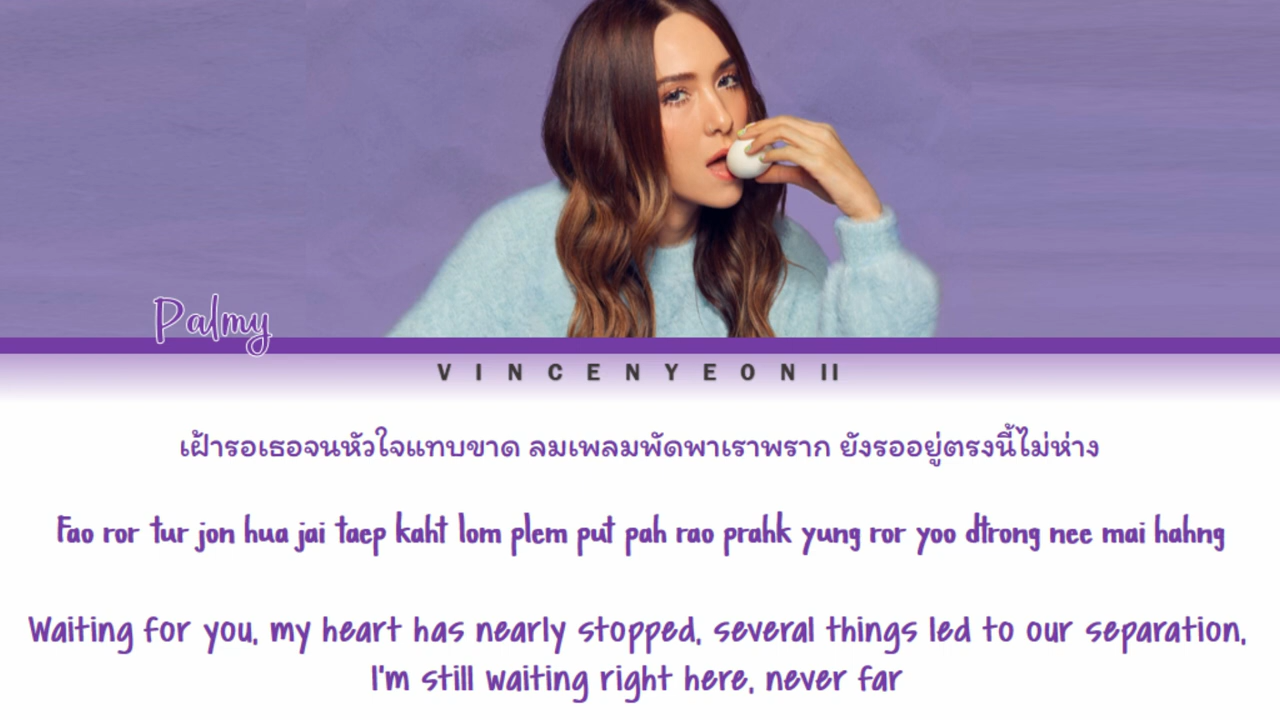 Palmy
VINCENYEON II
เฝ้ารอเธอจนหัวใจแทบขาด ลมเพลมพัดพาเราพราก ยังรออยู่ตรงนี้ไม่ห่าง
Fao ror tur jon hua jai taep kaht lom plem put pah rao prahk yung ror yoo dtrong nee mai hahng
Waiting for you, my heart has nearly stopped, several things led to our separation,
I'm still waiting right here, never far